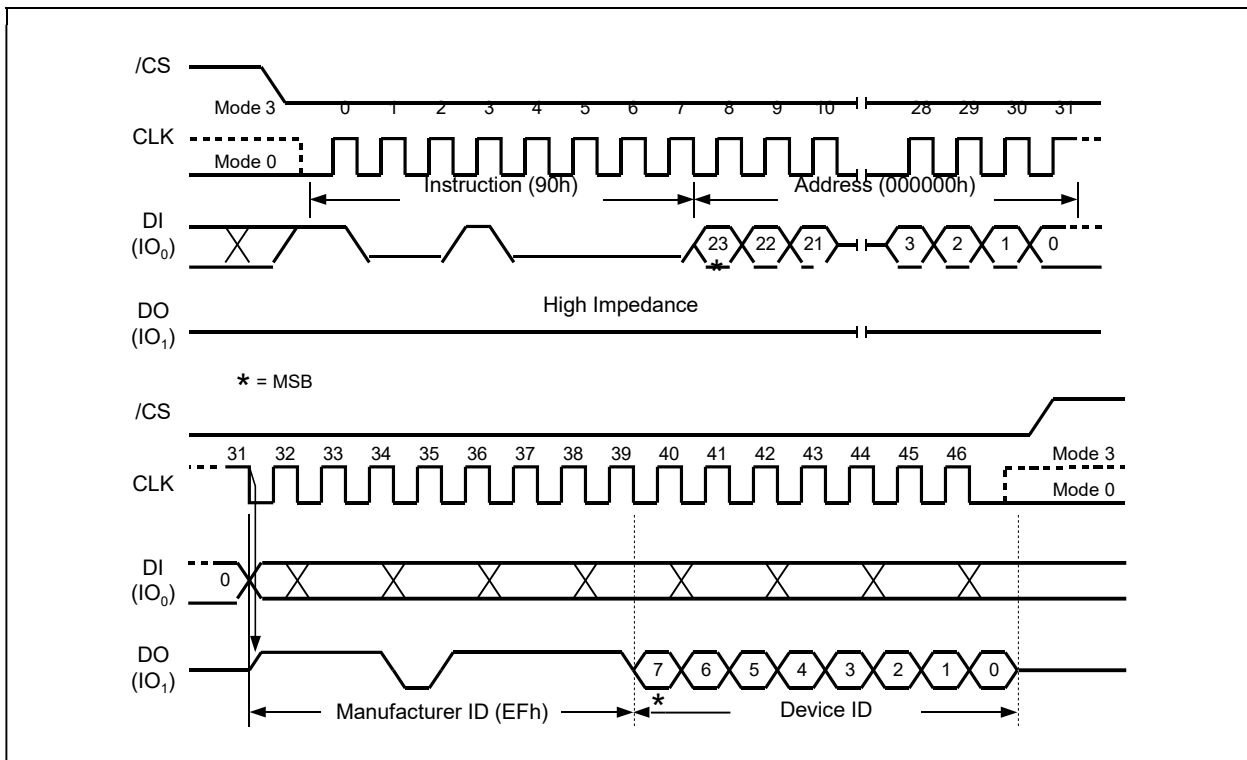 /CS
Mode 3 0 1 2 3 4 5 6 7 8 9 10 28 29 30 31
CLK
Mode 0
Instruction (90h) Address (000000h)
DI
(IO0) 23 22 21 3 2 1 0
*
High Impedance
DO
(IO1)
* = MSB
/CS
31 32 33 34 35 36 37 38 39 40 41 42 43 44 45 46 Mode 3
CLK
Mode 0
DI
(IO0) 0
DO
(IO1) 7 6 5 4 3 2 1 0
*
Manufacturer ID (EFh) Device ID